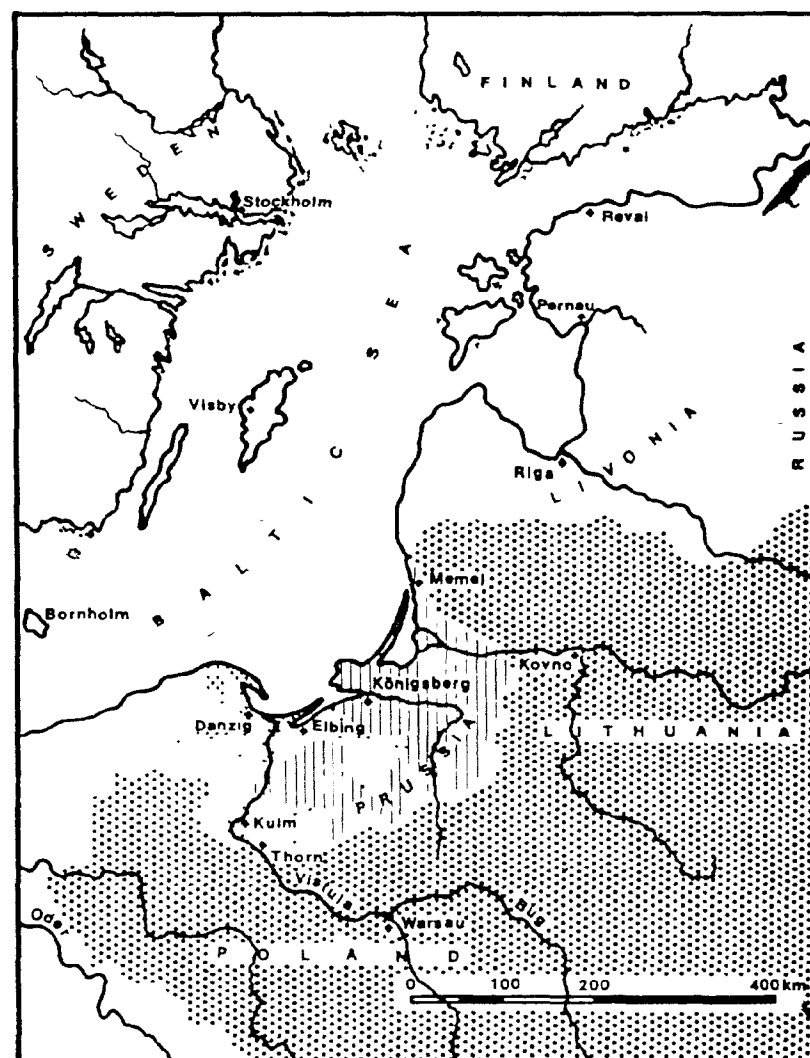 FINLAND
SWEDEN
Stockholm
Reval
BALTIC SEA
Pernau
RUSSIA
Visby
Riga
LIVONIA
Memel
Bornholm
Kovno
Königsberg
Danzig
Elbing
LITHUANIA
PRUSSIA
Kulm
Thorn
Vistula
Oder
Warsau
Big
POLAND
0 100 200 400 km